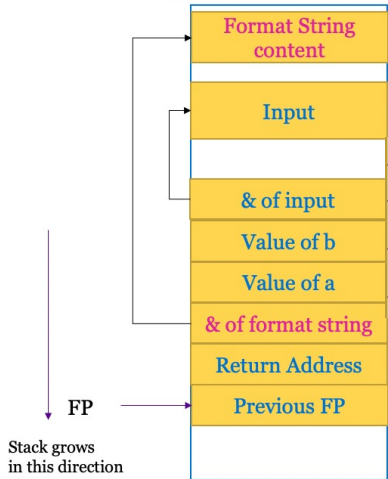 Format String
content
Input
& of input
Value of b
Value of a
& of format string
Return Address
FP
Previous FP
Stack grows
in this direction